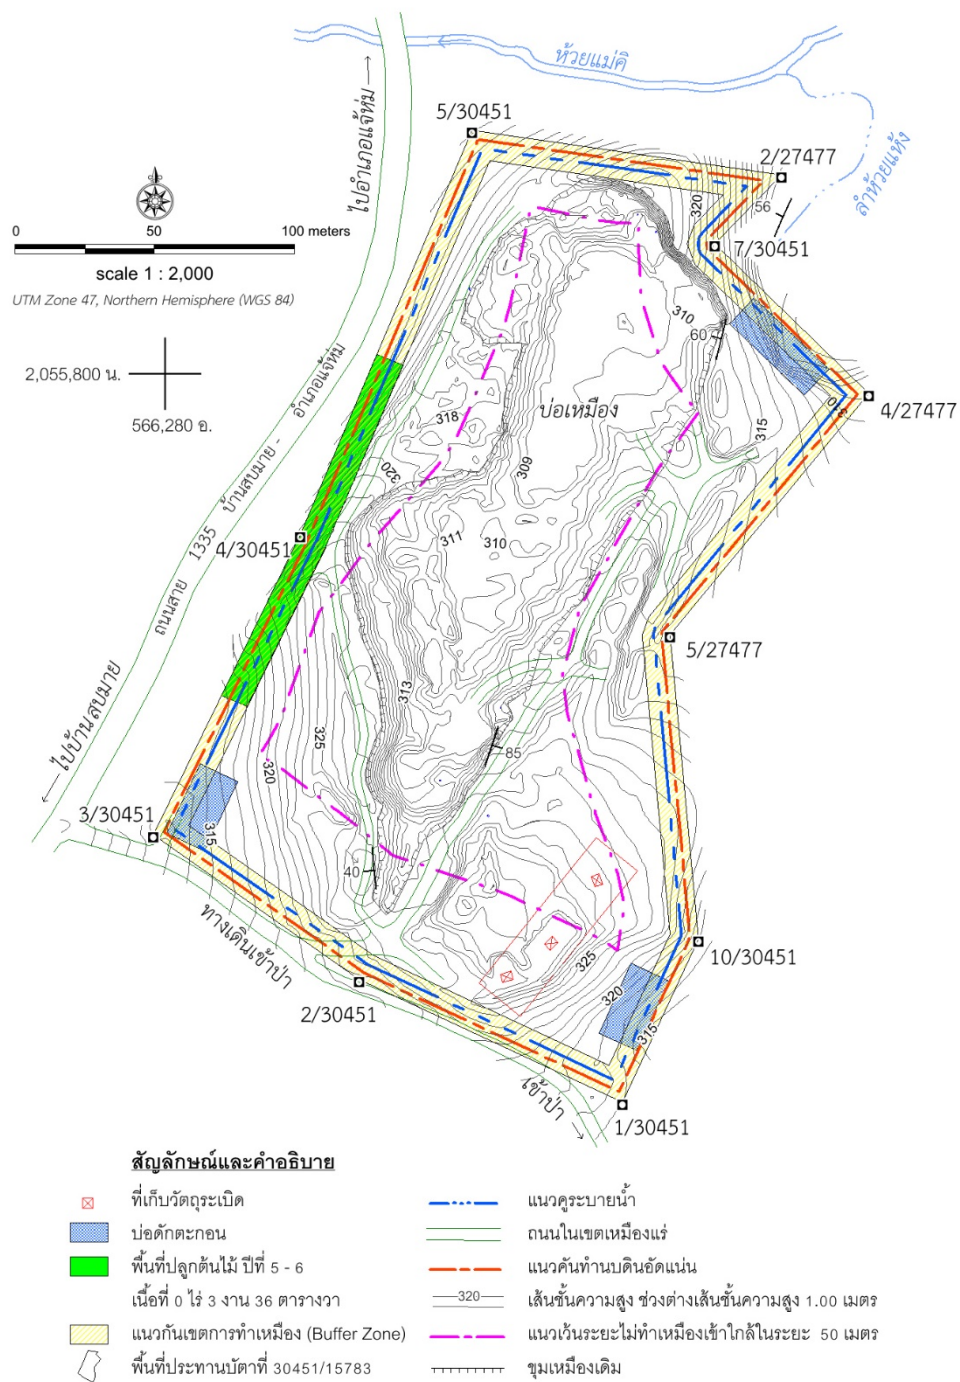 ห้วยแม่คิ
ไปอำเภอแจ้ห่ม
5/30451
2/27477
ลำห้วยแห้ง
320
56
7/30451
0 50 100 meters
scale 1 : 2,000
UTM Zone 47, Northern Hemisphere (WGS 84)
310
60
2,055,800 น.
566,280 อ.
อำเภอแจ้ห่ม
บ่อเหมือง
310
4/27477
318
315
320
309
ถนนสาย 1335 บ้านสบมาย -
4/30451
311
310
5/27477
ไปบ้านสบมาย
313
325
85
320
3/30451
315
40
ทางเดินเข้าป่า
10/30451
325
2/30451
320
315
เข้าป่า
1/30451
สัญลักษณ์และคำอธิบาย
ที่เก็บวัตถุระเบิด
แนวคูระบายน้ำ
บ่อดักตะกอน
ถนนในเขตเหมืองแร่
พื้นที่ปลูกต้นไม้ ปีที่ 5 - 6
แนวคันทำนบดินอัดแน่น
เนื้อที่ 0 ไร่ 3 งาน 36 ตารางวา
320 เส้นชั้นความสูง ช่วงต่างเส้นชั้นความสูง 1.00 เมตร
แนวกันเขตการทำเหมือง (Buffer Zone)
แนวเว้นระยะไม่ทำเหมืองเข้าใกล้ในระยะ 50 เมตร
พื้นที่ประทานบัตาที่ 30451/15783
ขุมเหมืองเดิม